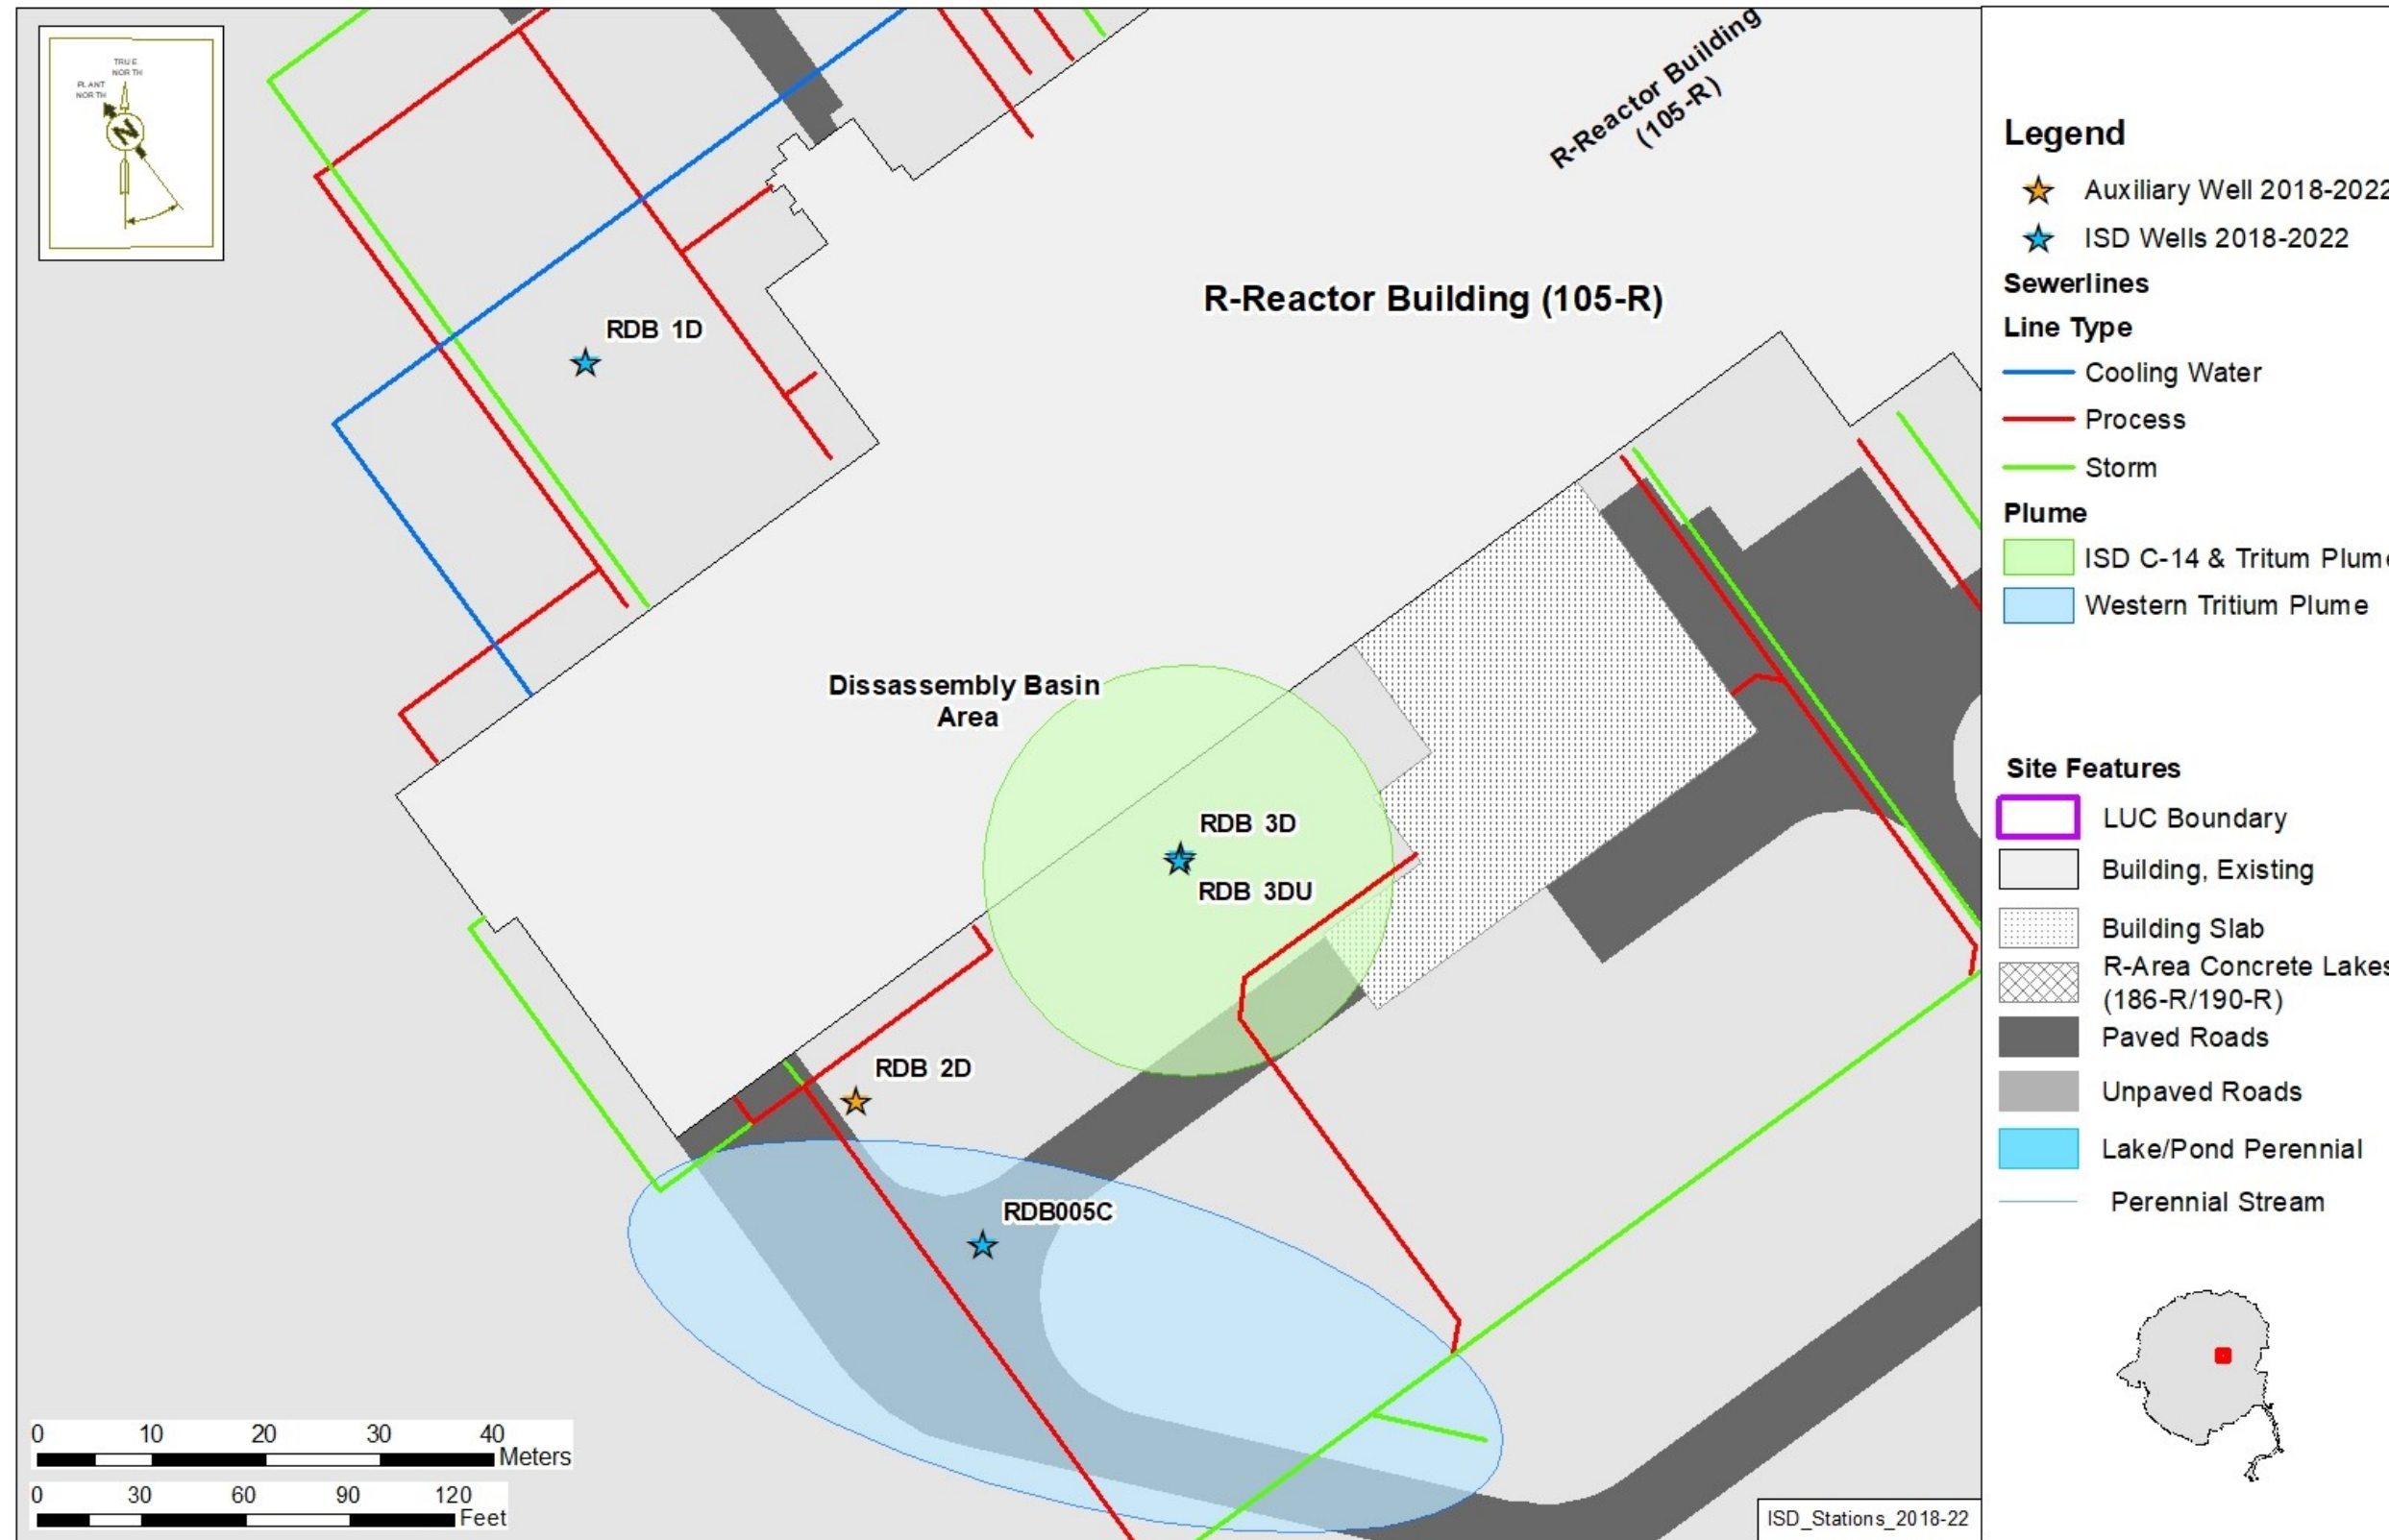 TRUE
NORTH
PLANT
NORTH
N
R-Reactor Building
(105-R)
R-Reactor Building (105-R)
RDB 1D
Dissassembly Basin
Area
RDB 3D
RDB 3DU
RDB 2D
RDB005C
0 10 20 30 40
Meters
0 30 60 90 120
Feet
ISD_Stations_2018-22
Legend
Auxiliary Well 2018-2022
ISD Wells 2018-2022
Sewerlines
Line Type
Cooling Water
Process
Storm
Plume
ISD C-14 & Tritum Plume
Western Tritium Plume
Site Features
LUC Boundary
Building, Existing
Building Slab
R-Area Concrete Lakes
(186-R/190-R)
Paved Roads
Unpaved Roads
Lake/Pond Perennial
Perennial Stream